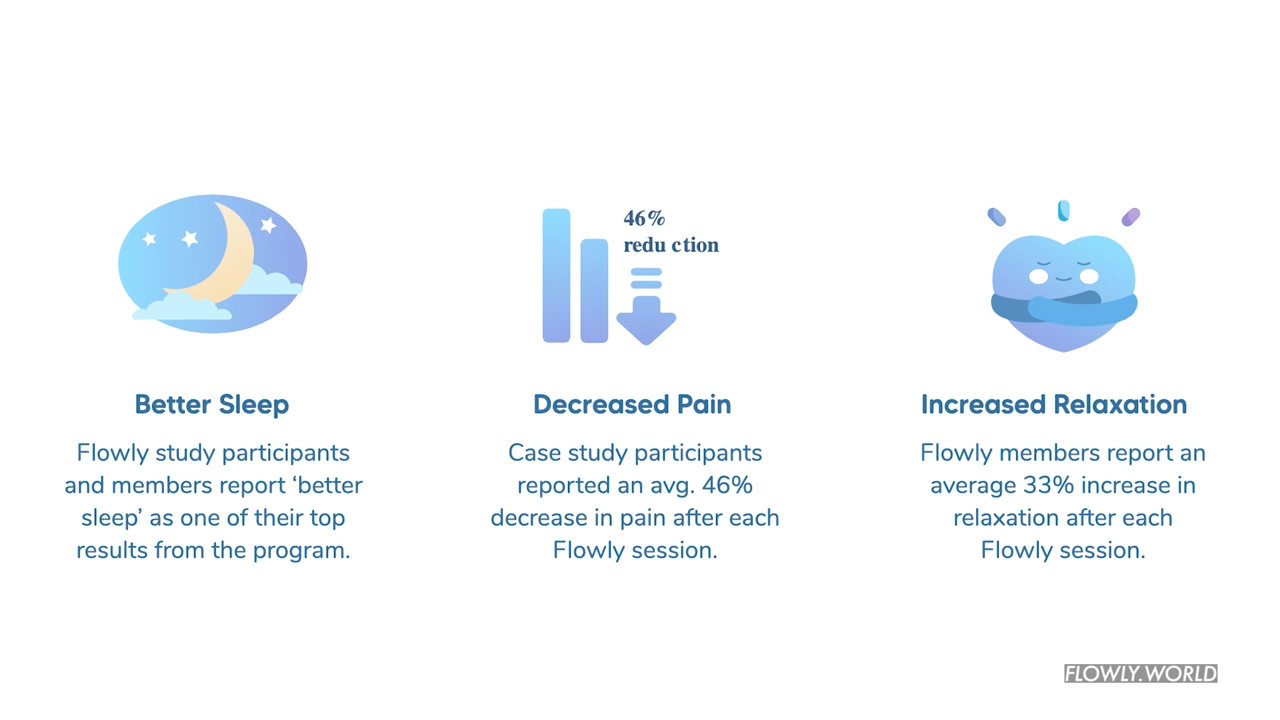 46%
redu ction
Better Sleep
Flowly study participants
and members report ‘better
sleep’ as one of their top
results from the program.
Decreased Pain
Case study participants
reported an avg. 46%
decrease in pain after each
Flowly session.
Increased Relaxation
Flowly members report an
average 33% increase in
relaxation after each
Flowly session.
FLOWLY.WORLD